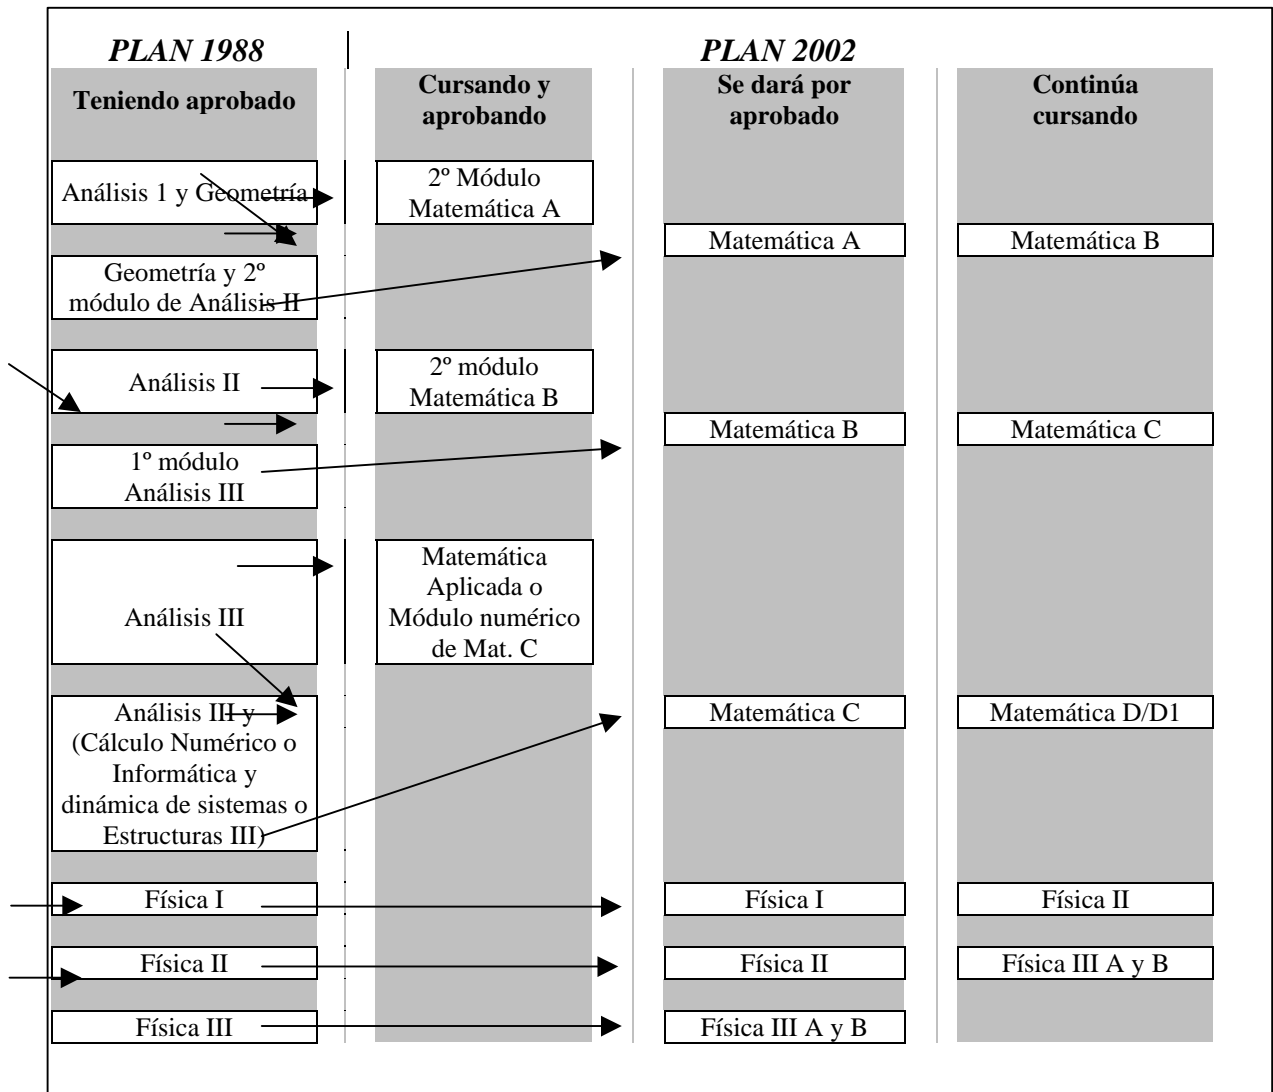 PLAN 1988
PLAN 2002
Teniendo aprobado
Cursando y
aprobando
Se dará por
aprobado
Continúa
cursando
Análisis 1 y Geometría
2º Módulo
Matemática A
Matemática A
Matemática B
Geometría y 2º
módulo de Análisis II
Análisis II
2º módulo
Matemática B
Matemática B
Matemática C
1º módulo
Análisis III
Análisis III
Matemática
Aplicada o
Módulo numérico
de Mat. C
Análisis III y
(Cálculo Numérico o
Informática y
dinámica de sistemas o
Estructuras III)
Matemática C
Matemática D/D1
Física I
Física I
Física II
Física II
Física II
Física III A y B
Física III
Física III A y B